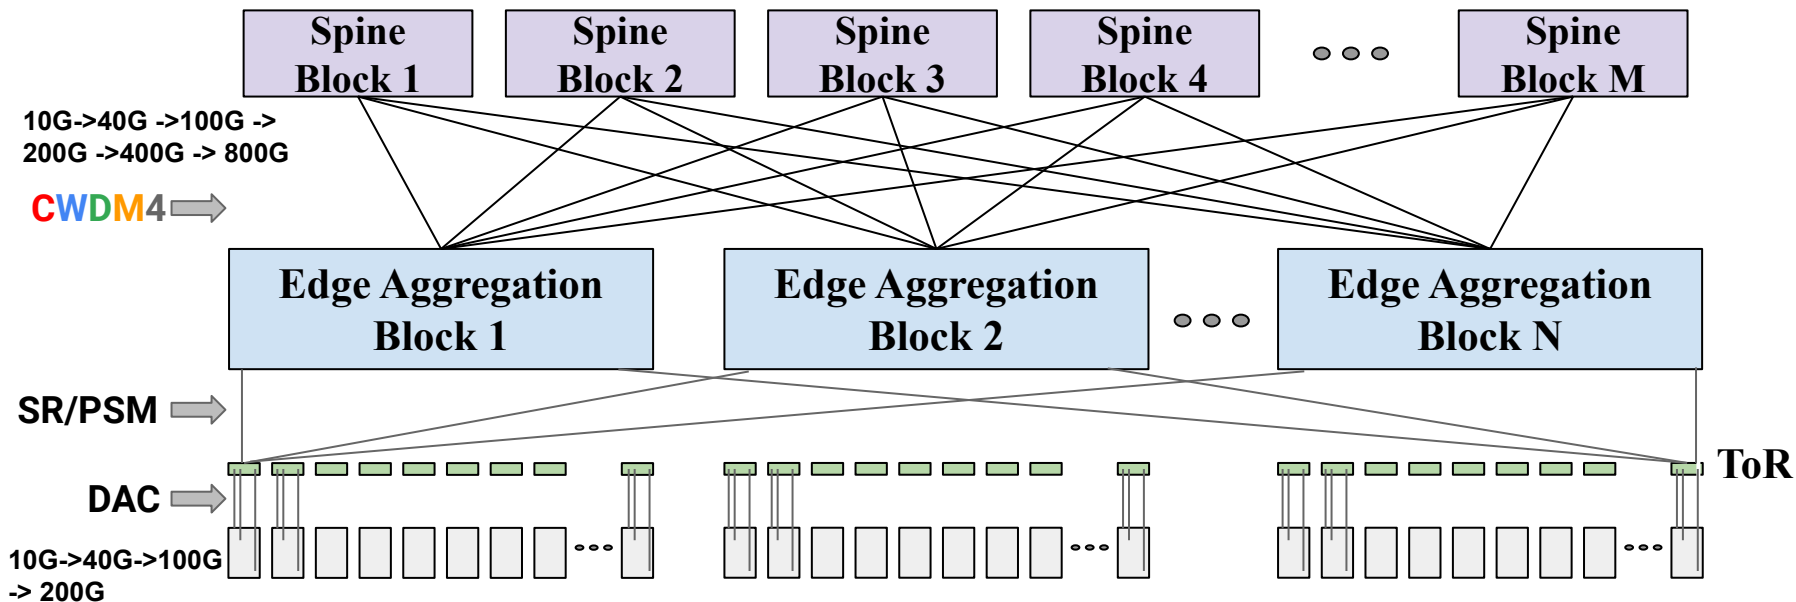 Spine
Block 1
Spine
Block 2
Spine
Block 3
Spine
Block 4
Spine
Block M
10G->40G ->100G ->
200G ->400G -> 800G
CWDM4
Edge Aggregation
Block 1
Edge Aggregation
Block 2
Edge Aggregation
Block N
SR/PSM
ToR
DAC
10G->40G->100G
-> 200G